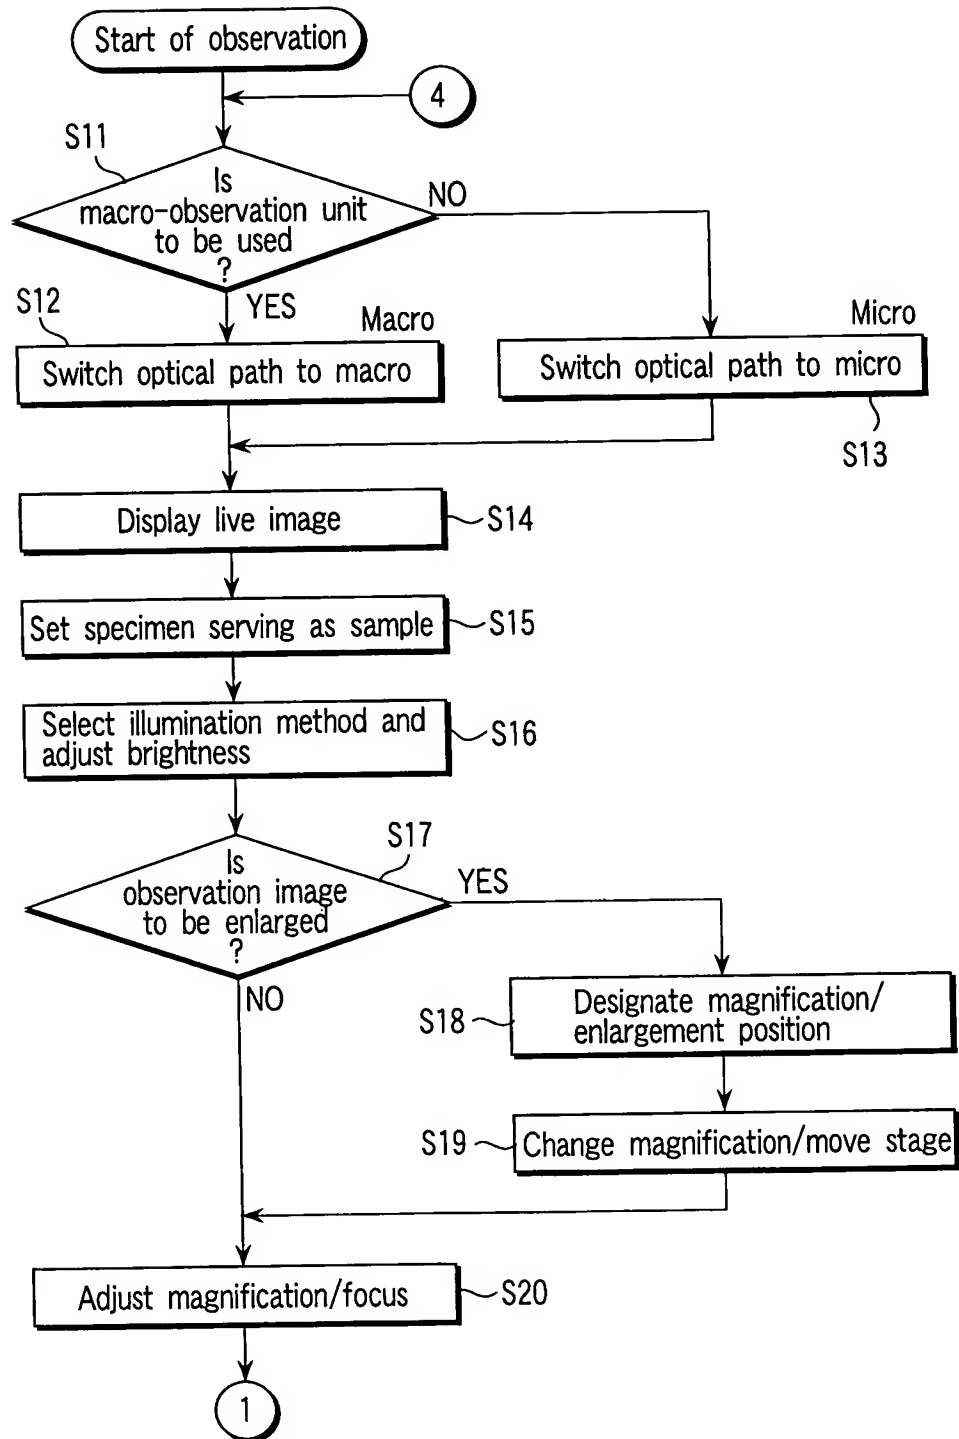 Start of observation
4
S11
Is
macro-observation unit
to be used
?
NO
YES
S12
Macro
Micro
Switch optical path to macro
Switch optical path to micro
S13
Display live image
S14
Set specimen serving as sample
S15
Select illumination method and
adjust brightness
S16
S17
Is
observation image
to be enlarged
?
YES
NO
S18
Designate magnification/
enlargement position
S19
Change magnification/move stage
Adjust magnification/focus
S20
1